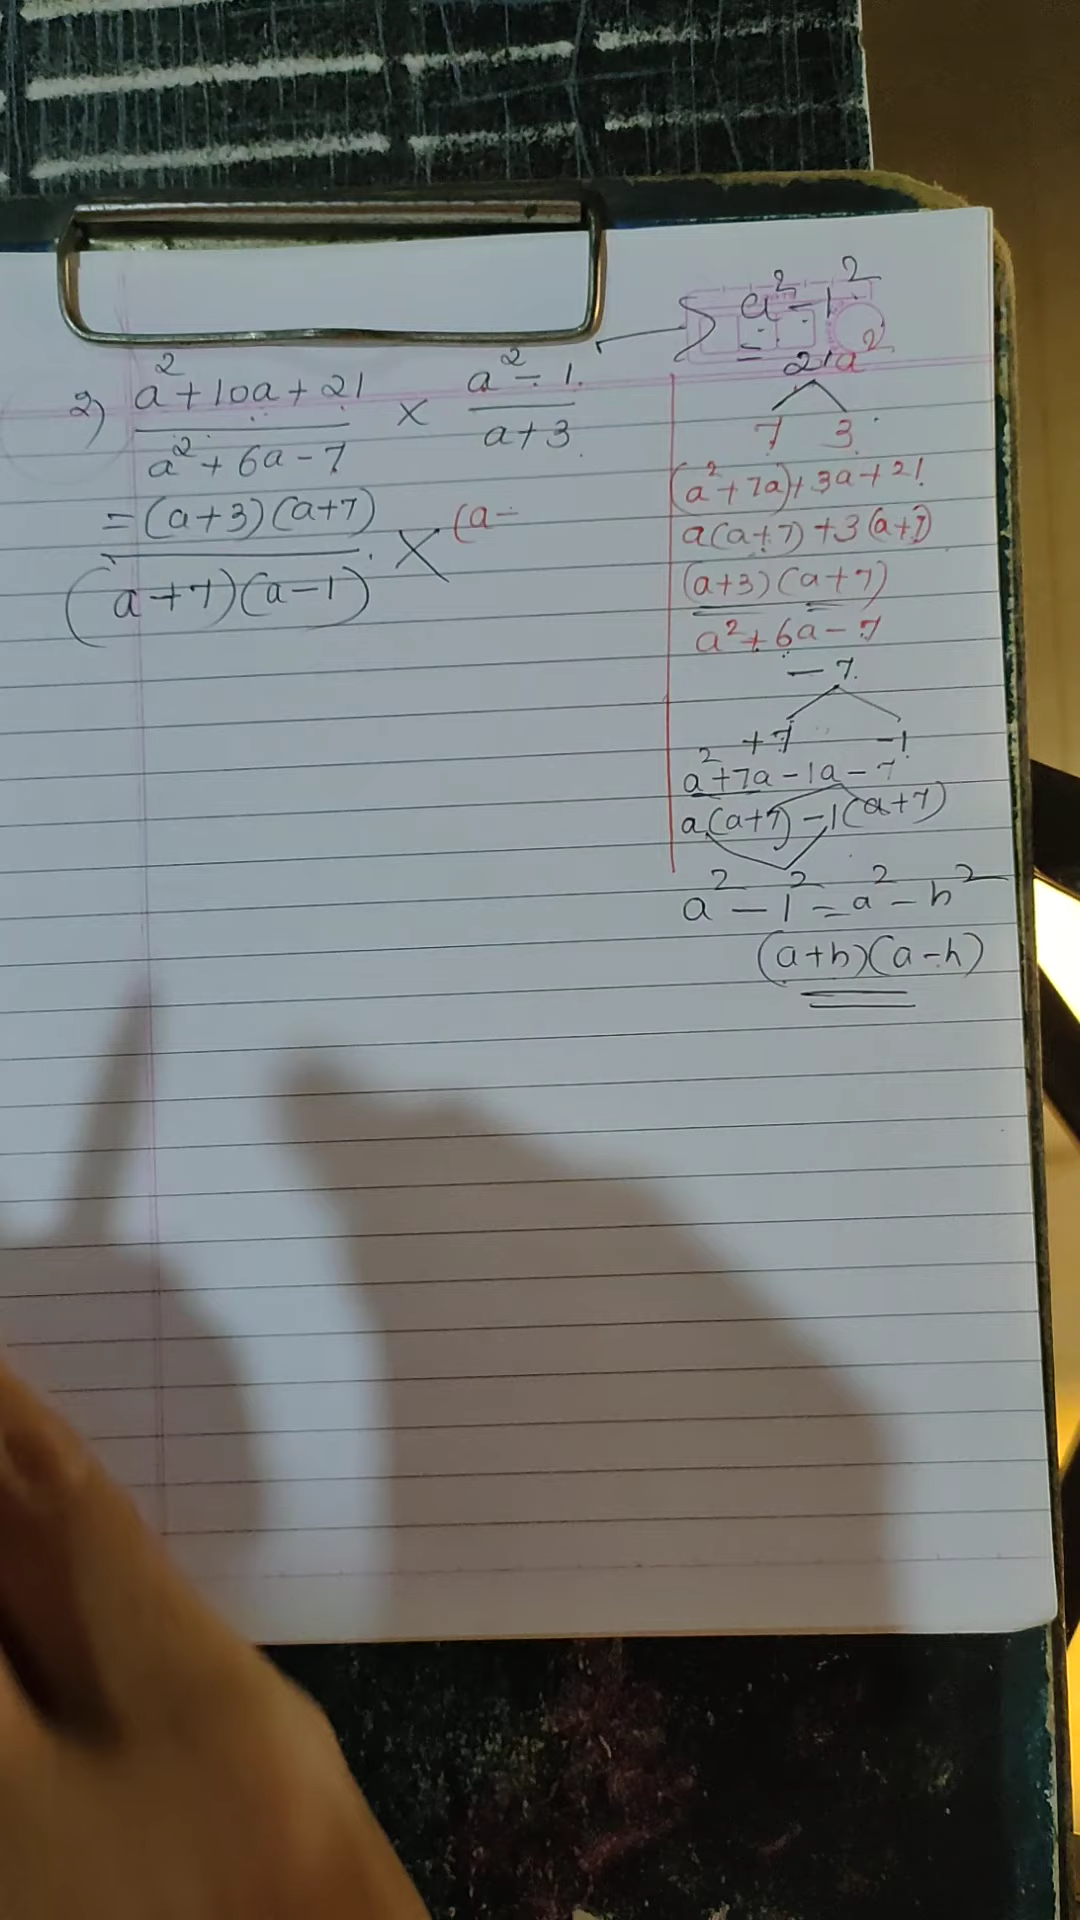 2) a²+10a+21 / a²+6a-7 × a²-1 / a+3
= (a+3)(a+7) / (a+7)(a-1) × (a-
a²-1²
=
21a²
7 3
(a²+7a)+3a+21
a(a+7)+3(a+7)
(a+3)(a+7)
a²+6a-7
-7
+7 -1
a²+7a-1a-7
a(a+7)-1(a+7)
a²-1²=a²-b²
(a+b)(a-b)